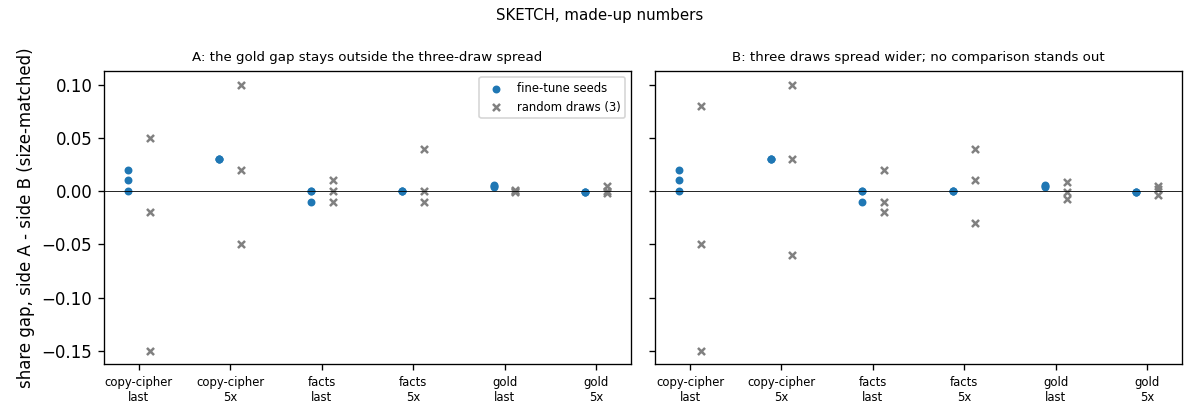 SKETCH, made-up numbers
A: the gold gap stays outside the three-draw spread
B: three draws spread wider; no comparison stands out
share gap, side A - side B (size-matched)
0.10
0.05
0.00
−0.05
−0.10
−0.15
fine-tune seeds
random draws (3)
copy-cipher
last
copy-cipher
5x
facts
last
facts
5x
gold
last
gold
5x
copy-cipher
last
copy-cipher
5x
facts
last
facts
5x
gold
last
gold
5x